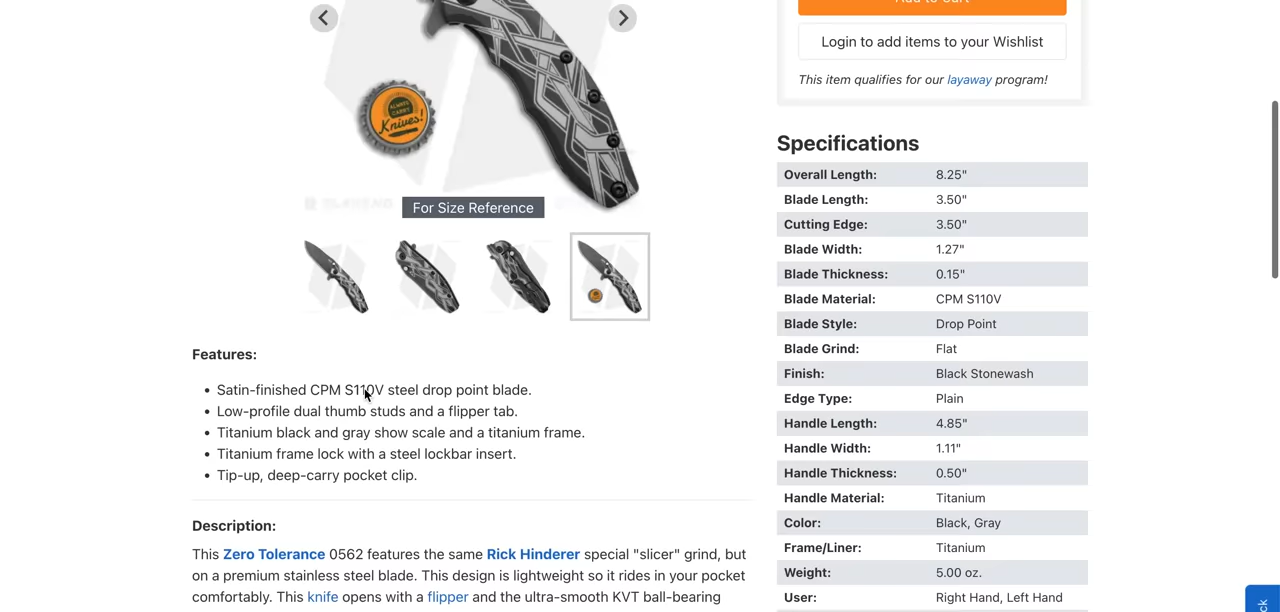 Add to Cart
Login to add items to your Wishlist
This item qualifies for our layaway program!
ALWAYS
CARRY
Knives!
For Size Reference
Features:
Satin-finished CPM S110V steel drop point blade.
Low-profile dual thumb studs and a flipper tab.
Titanium black and gray show scale and a titanium frame.
Titanium frame lock with a steel lockbar insert.
Tip-up, deep-carry pocket clip.
Description:
This Zero Tolerance 0562 features the same Rick Hinderer special "slicer" grind, but
on a premium stainless steel blade. This design is lightweight so it rides in your pocket
comfortably. This knife opens with a flipper and the ultra-smooth KVT ball-bearing
Specifications
Overall Length: 8.25"
Blade Length: 3.50"
Cutting Edge: 3.50"
Blade Width: 1.27"
Blade Thickness: 0.15"
Blade Material: CPM S110V
Blade Style: Drop Point
Blade Grind: Flat
Finish: Black Stonewash
Edge Type: Plain
Handle Length: 4.85"
Handle Width: 1.11"
Handle Thickness: 0.50"
Handle Material: Titanium
Color: Black, Gray
Frame/Liner: Titanium
Weight: 5.00 oz.
User: Right Hand, Left Hand